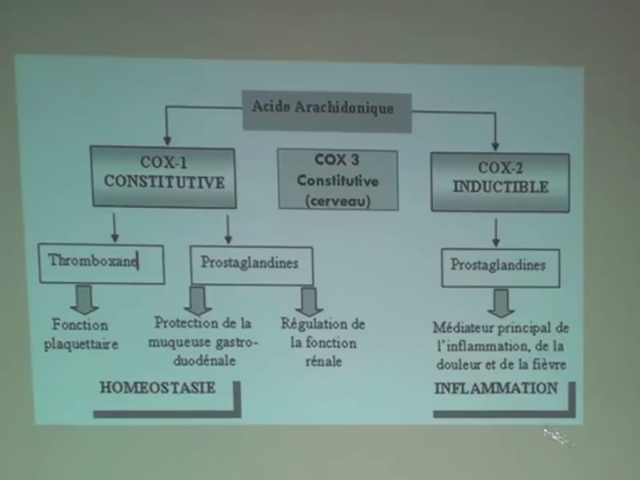 Acide Arachidonique
COX-1
CONSTITUTIVE
COX 3
Constitutive
(cerveau)
COX-2
INDUCTIBLE
Thromboxane
Prostaglandines
Prostaglandines
Fonction
plaquettaire
Protection de la
muqueuse gastro-
duodénale
Régulation de
la fonction
rénale
Médiateur principal de
l'inflammation, de la
douleur et de la fièvre
HOMEOSTASIE
INFLAMMATION